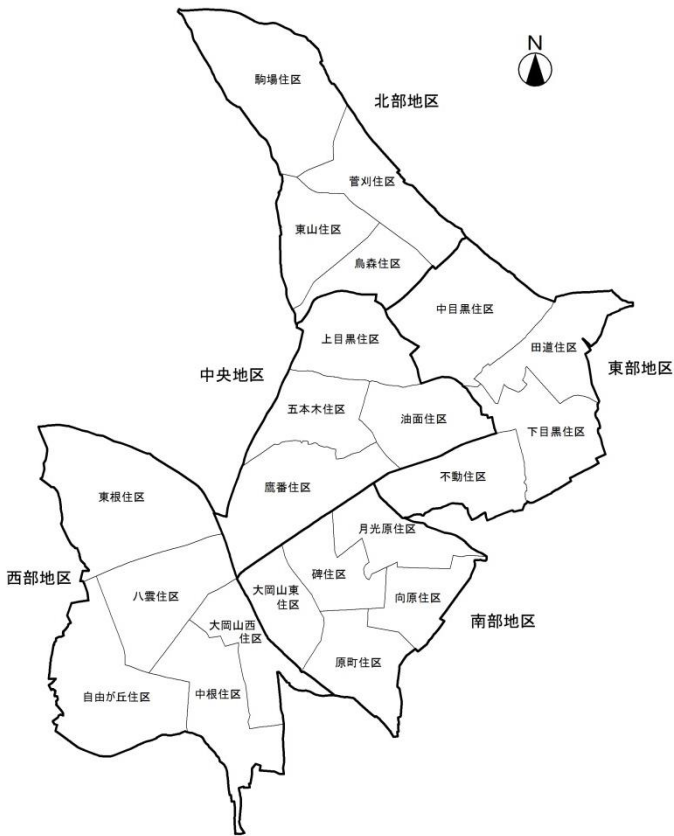 N
駒場住区
北部地区
菅刈住区
東山住区
烏森住区
中目黒住区
上目黒住区
田道住区
東部地区
中央地区
五本木住区
油面住区
下目黒住区
鷹番住区
不動住区
東根住区
月光原住区
西部地区
八雲住区
大岡山東
住区
碑住区
向原住区
大岡山西
住区
南部地区
原町住区
自由が丘住区
中根住区